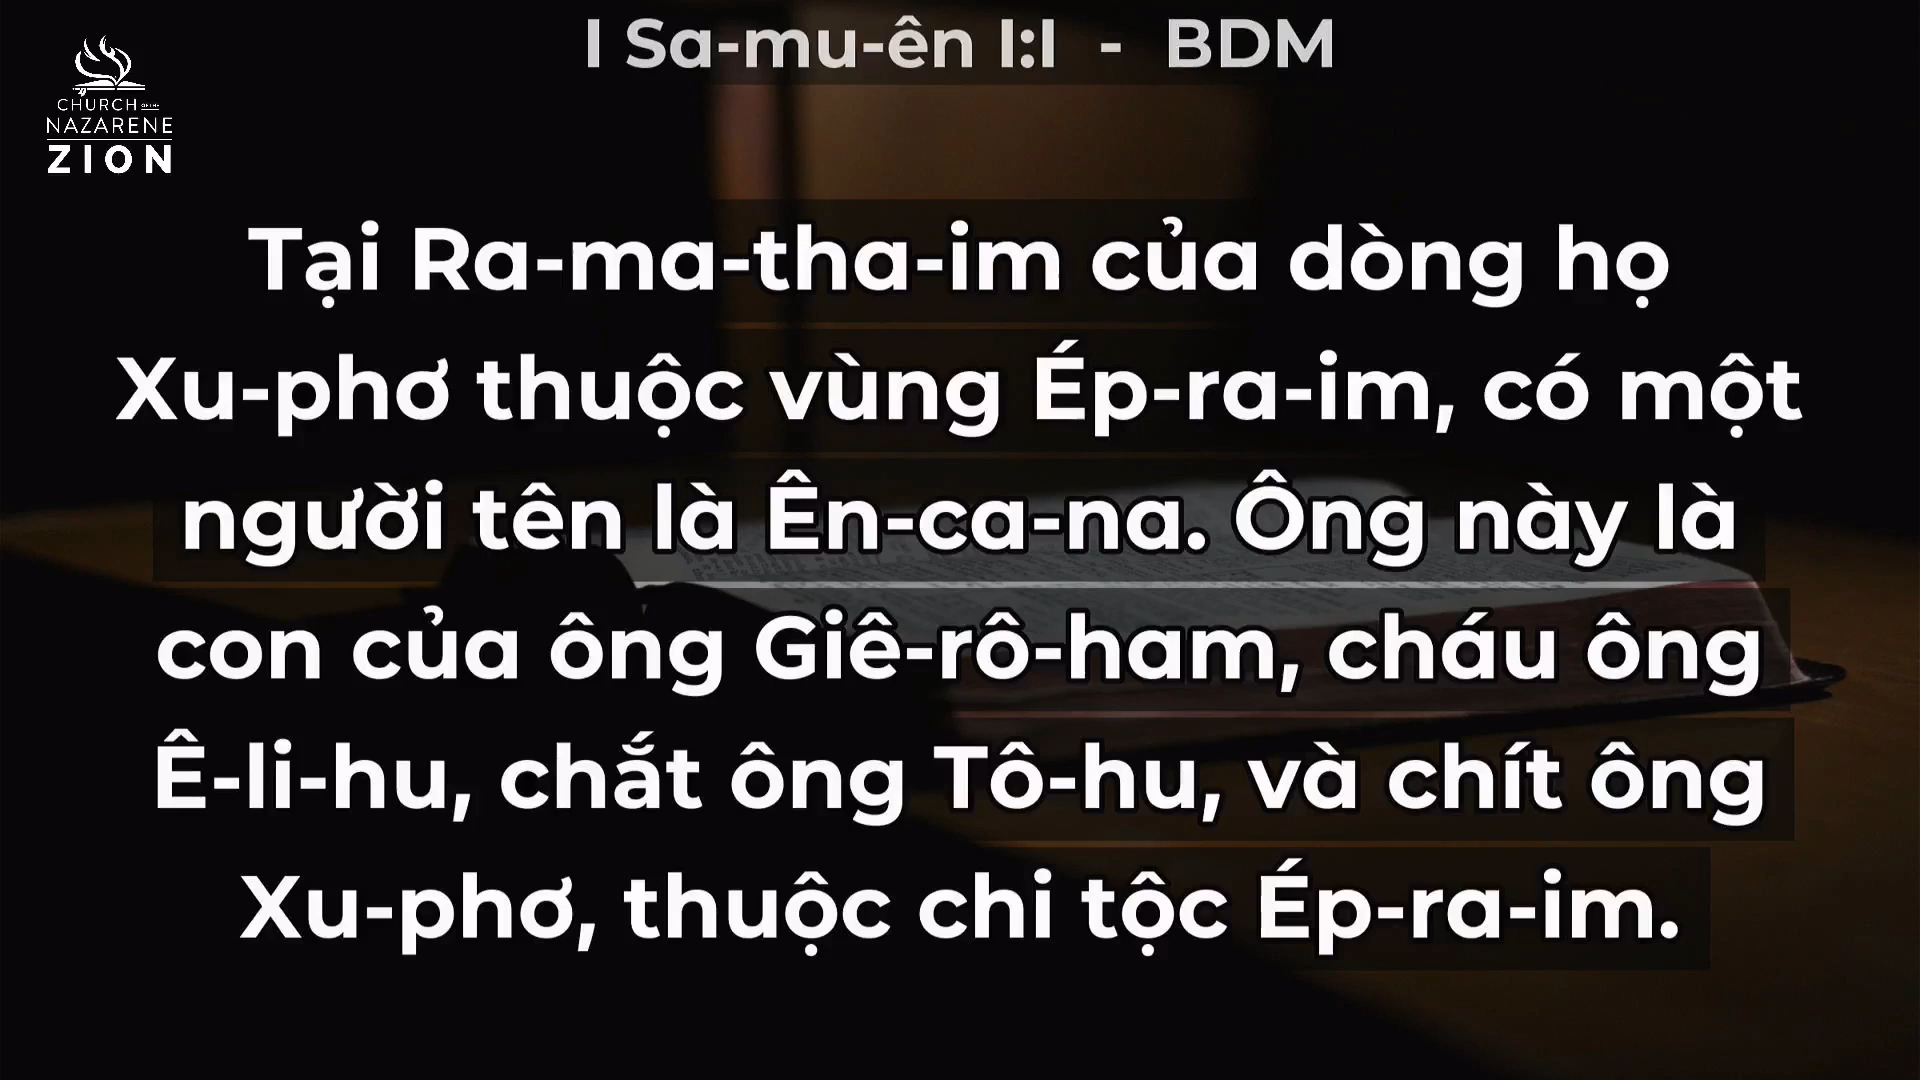 I Sa-mu-ên I:I - BDM
CHURCH OF THE
NAZARENE
ZION
Tại Ra-ma-tha-im của dòng họ
Xu-phơ thuộc vùng Ép-ra-im, có một
người tên là Ên-ca-na. Ông này là
con của ông Giê-rô-ham, cháu ông
Ê-li-hu, chắt ông Tô-hu, và chít ông
Xu-phơ, thuộc chi tộc Ép-ra-im.